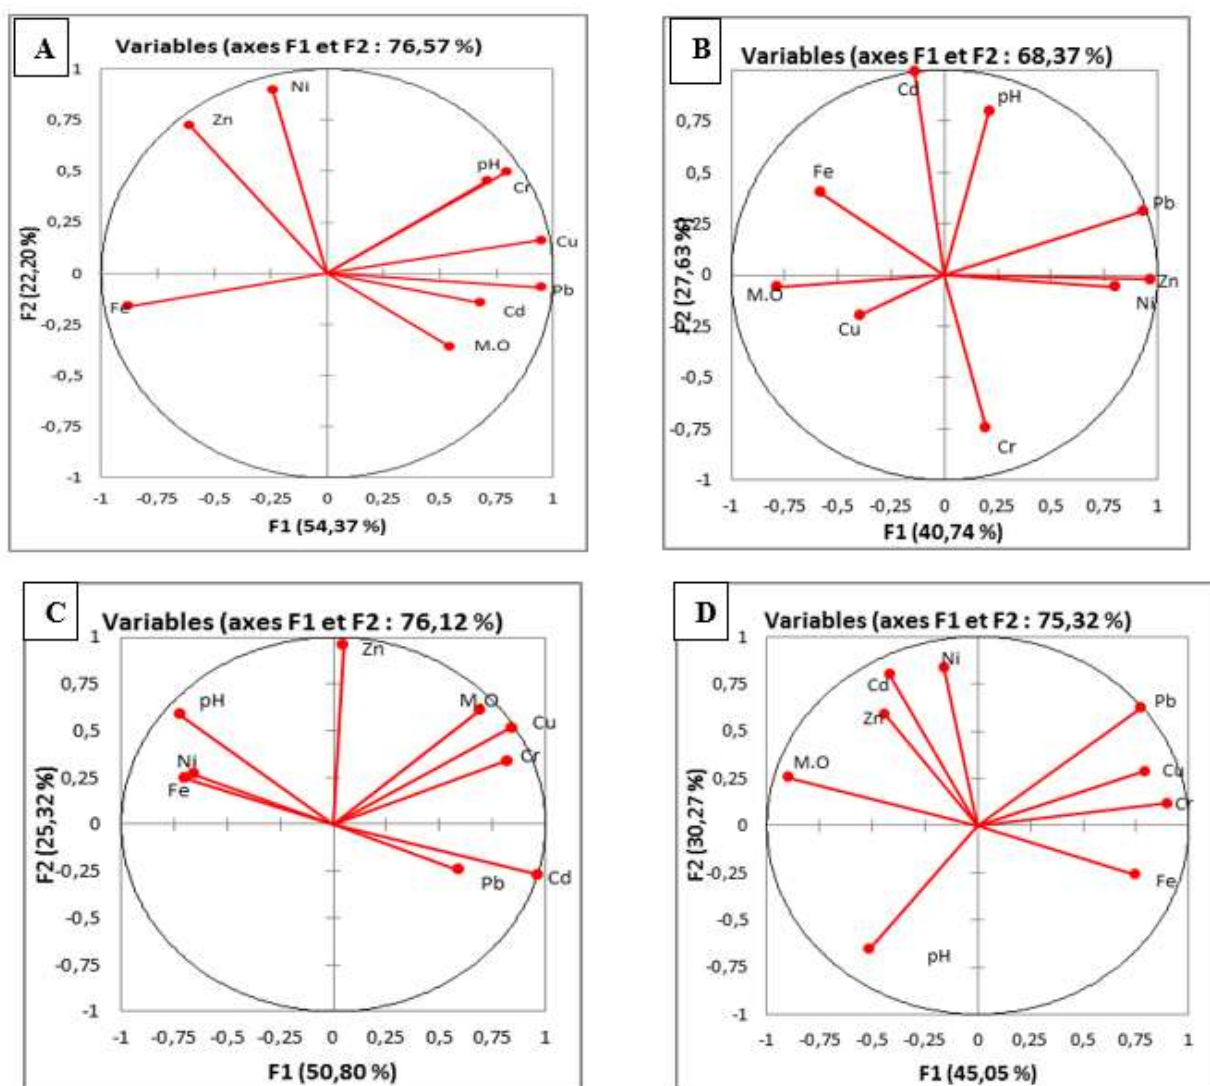 A
Variables (axes F1 et F2 : 76,57 %)
1
0,75
0,5
0,25
0
-0,25
-0,5
-0,75
-1
F2 (22,20 %)
Ni
Zn
pH
Cr
Cu
Pb
Cd
M.O
Fe
-1 -0,75 -0,5 -0,25 0 0,25 0,5 0,75 1
F1 (54,37 %)
B
Variables (axes F1 et F2 : 68,37 %)
1
0,75
0,5
0,25
0
-0,25
-0,5
-0,75
-1
F2 (27,63 %)
Cd
pH
Fe
Pb
Zn
M.O
Ni
Cu
Cr
-1 -0,75 -0,5 -0,25 0 0,25 0,5 0,75 1
F1 (40,74 %)
C
Variables (axes F1 et F2 : 76,12 %)
1
0,75
0,5
0,25
0
-0,25
-0,5
-0,75
-1
F2 (25,32 %)
Zn
pH
M.O
Cu
Cr
Ni
Fe
Pb
Cd
-1 -0,75 -0,5 -0,25 0 0,25 0,5 0,75 1
F1 (50,80 %)
D
Variables (axes F1 et F2 : 75,32 %)
1
0,75
0,5
0,25
0
-0,25
-0,5
-0,75
-1
F2 (30,27 %)
Ni
Cd
Zn
Pb
M.O
Cu
Cr
Fe
pH
-1 -0,75 -0,5 -0,25 0 0,25 0,5 0,75 1
F1 (45,05 %)